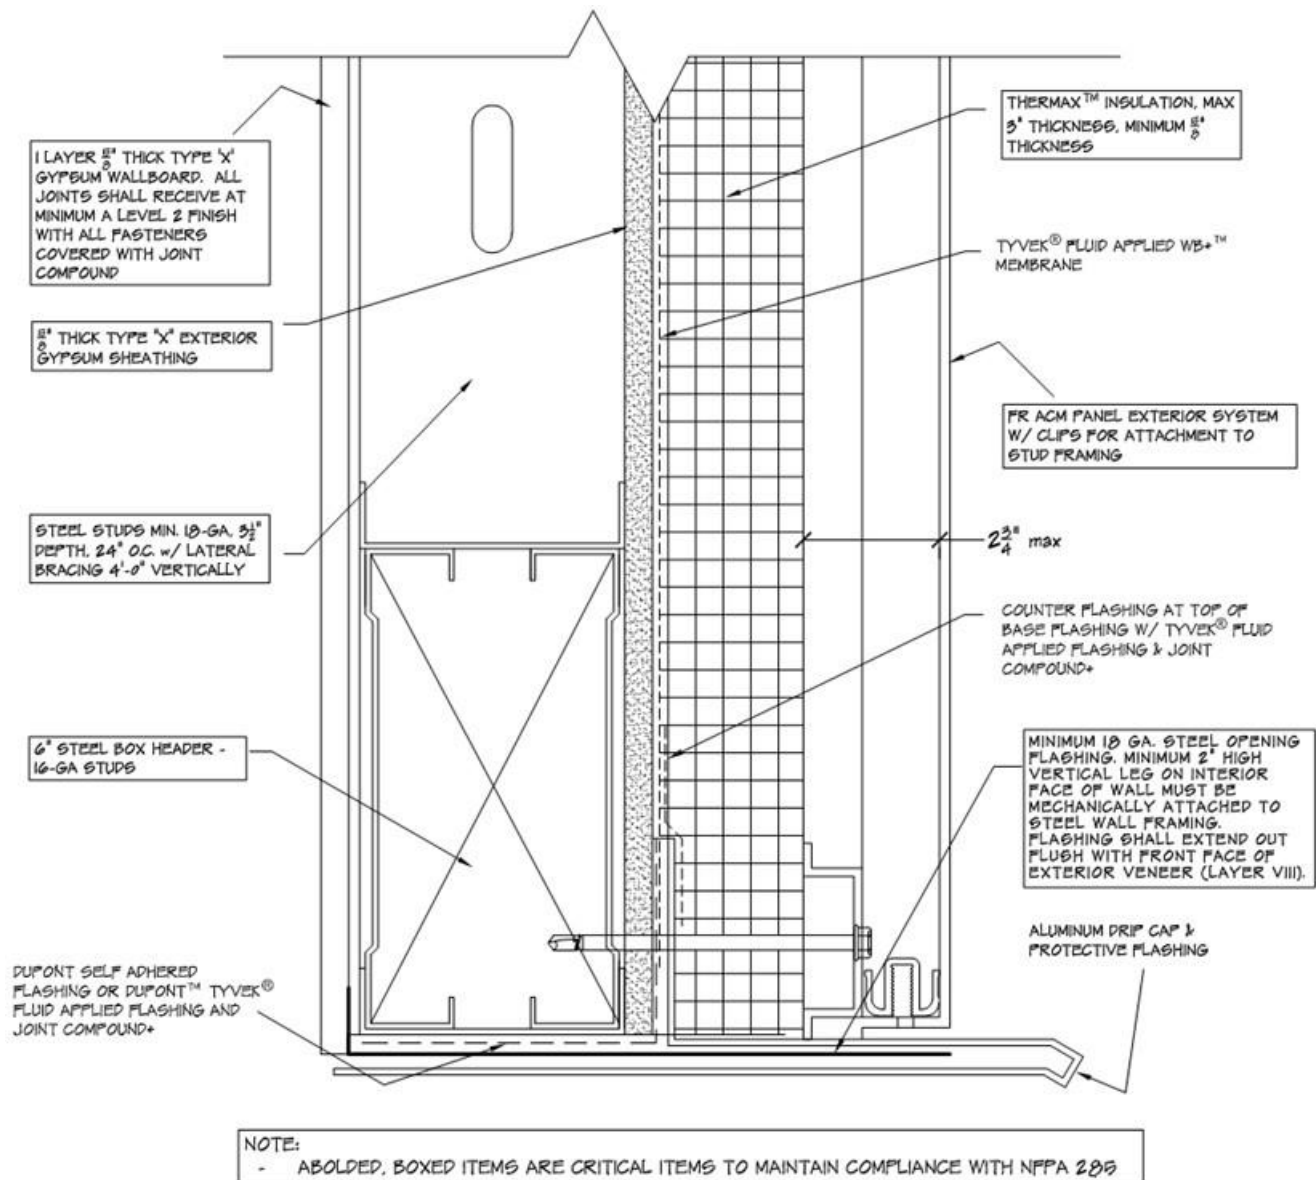 1 LAYER 5/8" THICK TYPE 'X'
GYPSUM WALLBOARD. ALL
JOINTS SHALL RECEIVE AT
MINIMUM A LEVEL 2 FINISH
WITH ALL FASTENERS
COVERED WITH JOINT
COMPOUND
5/8" THICK TYPE "X" EXTERIOR
GYPSUM SHEATHING
STEEL STUDS MIN. 18-GA, 3 1/2"
DEPTH, 24" O.C. w/ LATERAL
BRACING 4'-0" VERTICALLY
6" STEEL BOX HEADER -
16-GA STUDS
DUPONT SELF ADHERED
FLASHING OR DUPONT™ TYVEK®
FLUID APPLIED FLASHING AND
JOINT COMPOUND+
THERMAX™ INSULATION, MAX
3" THICKNESS, MINIMUM 5/8"
THICKNESS
TYVEK® FLUID APPLIED WB+™
MEMBRANE
FR ACM PANEL EXTERIOR SYSTEM
W/ CLIPS FOR ATTACHMENT TO
STUD FRAMING
2 3/4" max
COUNTER FLASHING AT TOP OF
BASE FLASHING W/ TYVEK® FLUID
APPLIED FLASHING & JOINT
COMPOUND+
MINIMUM 18 GA. STEEL OPENING
FLASHING. MINIMUM 2" HIGH
VERTICAL LEG ON INTERIOR
FACE OF WALL MUST BE
MECHANICALLY ATTACHED TO
STEEL WALL FRAMING.
FLASHING SHALL EXTEND OUT
FLUSH WITH FRONT FACE OF
EXTERIOR VENEER (LAYER VIII).
ALUMINUM DRIP CAP &
PROTECTIVE FLASHING
NOTE:
- ABOLDED, BOXED ITEMS ARE CRITICAL ITEMS TO MAINTAIN COMPLIANCE WITH NFPA 285